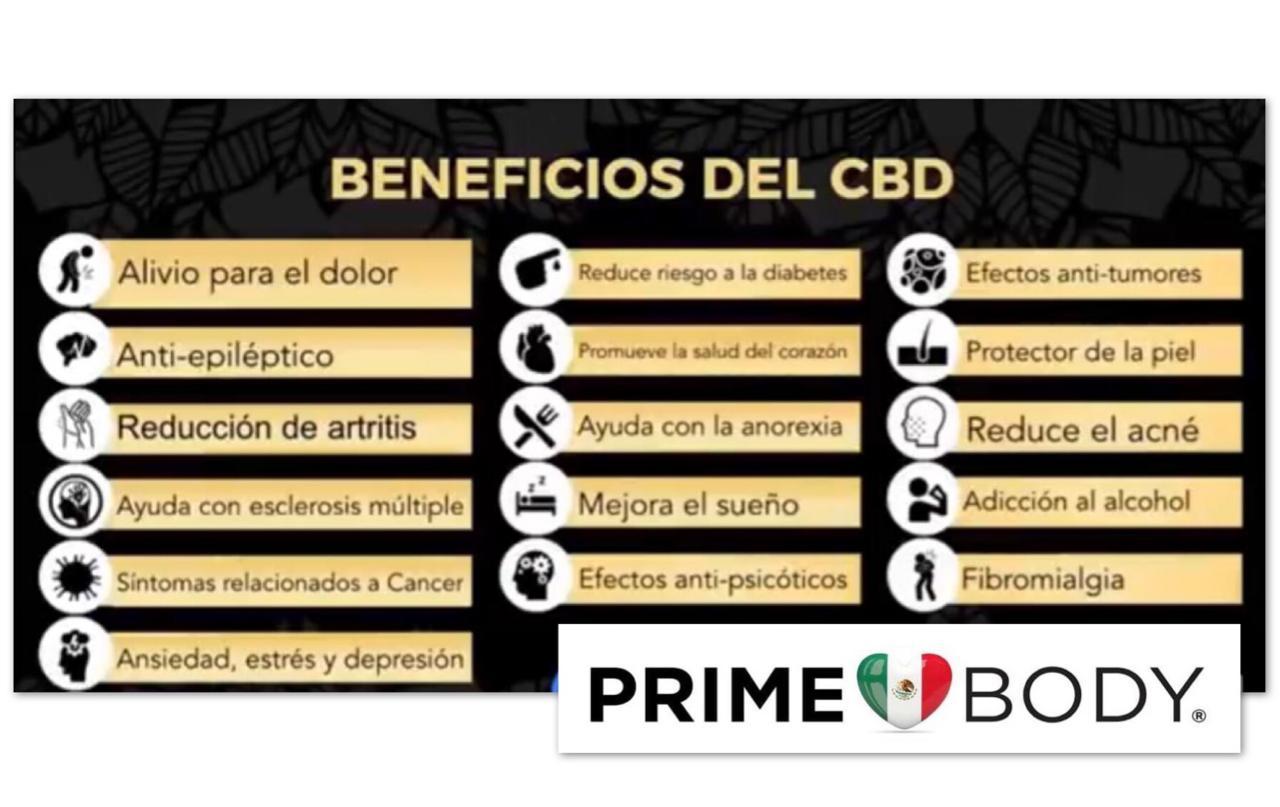 BENEFICIOS DEL CBD
Alivio para el dolor
Anti-epiléptico
Reducción de artritis
Ayuda con esclerosis múltiple
Síntomas relacionados a Cancer
Ansiedad, estrés y depresión
Reduce riesgo a la diabetes
Promueve la salud del corazón
Ayuda con la anorexia
Mejora el sueño
Efectos anti-psicóticos
Efectos anti-tumores
Protector de la piel
Reduce el acné
Adicción al alcohol
Fibromialgia
PRIME BODY®